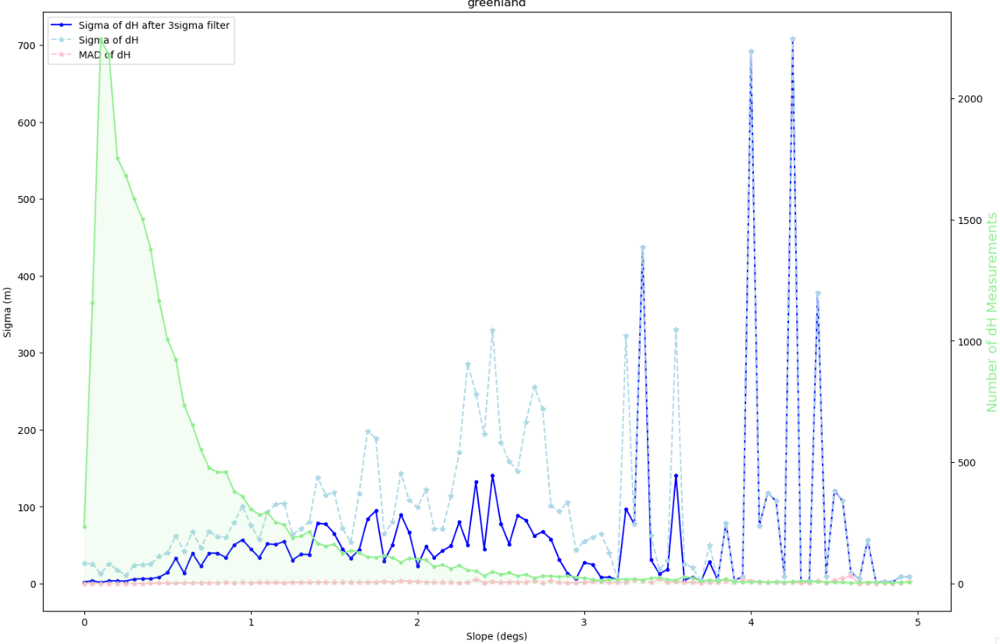 greenland
Sigma of dH after 3sigma filter
Sigma of dH
MAD of dH
700
600
500
400
300
200
100
0
Sigma (m)
2000
1500
1000
500
0
Number of dH Measurements
0 1 2 3 4 5
Slope (degs)